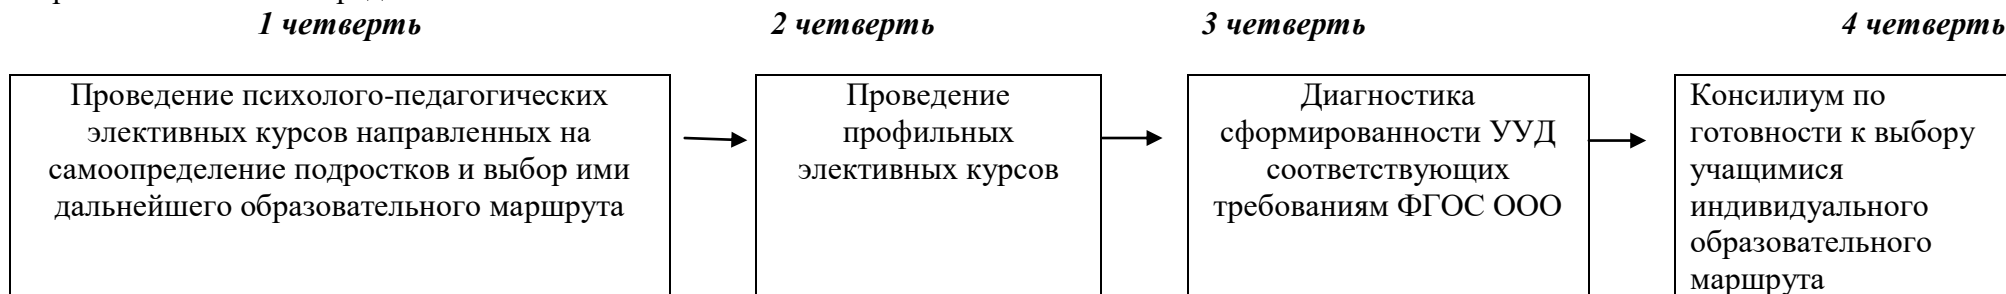 1 четверть
2 четверть
3 четверть
4 четверть
Проведение психолого-педагогических
элективных курсов направленных на
самоопределение подростков и выбор ими
дальнейшего образовательного маршрута
Проведение
профильных
элективных курсов
Диагностика
сформированности УУД
соответствующих
требованиям ФГОС ООО
Консилиум по
готовности к выбору
учащимися
индивидуального
образовательного
маршрута